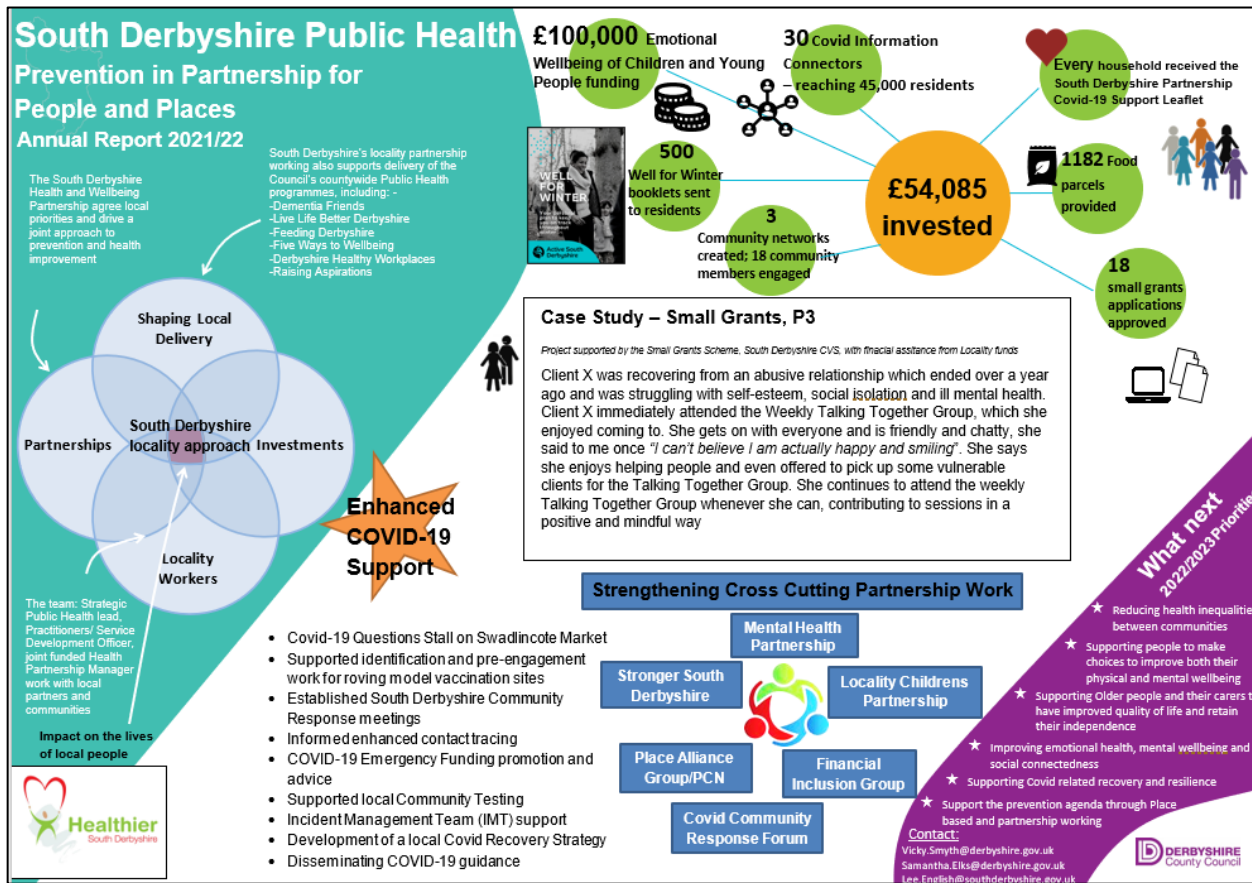 South Derbyshire Public Health
Prevention in Partnership for
People and Places
Annual Report 2021/22
The South Derbyshire
Health and Wellbeing
Partnership agree local
priorities and drive a
joint approach to
prevention and health
improvement
South Derbyshire's locality partnership
working also supports delivery of the
Council's countywide Public Health
programmes, including: -
-Dementia Friends
-Live Life Better Derbyshire
-Feeding Derbyshire
-Five Ways to Wellbeing
-Derbyshire Healthy Workplaces
-Raising Aspirations
Shaping Local
Delivery
Partnerships
South Derbyshire
locality approach
Investments
Locality
Workers
The team: Strategic
Public Health lead,
Practitioners/ Service
Development Officer,
joint funded Health
Partnership Manager
work with local
partners and
communities
Impact on the lives
of local people
Healthier
South Derbyshire
£100,000 Emotional
Wellbeing of Children and Young
People funding
30 Covid Information
Connectors
– reaching 45,000 residents
Every household received the
South Derbyshire Partnership
Covid-19 Support Leaflet
WELL
FOR
WINTER
Active South
Derbyshire
500
Well for Winter
booklets sent
to residents
3
Community networks
created; 18 community
members engaged
£54,085
invested
1182 Food
parcels
provided
18
small grants
applications
approved
Case Study – Small Grants, P3
Project supported by the Small Grants Scheme, South Derbyshire CVS, with finacial assitance from Locality funds
Client X was recovering from an abusive relationship which ended over a year
ago and was struggling with self-esteem, social isolation and ill mental health.
Client X immediately attended the Weekly Talking Together Group, which she
enjoyed coming to. She gets on with everyone and is friendly and chatty, she
said to me once "I can't believe I am actually happy and smiling". She says
she enjoys helping people and even offered to pick up some vulnerable
clients for the Talking Together Group. She continues to attend the weekly
Talking Together Group whenever she can, contributing to sessions in a
positive and mindful way
Enhanced
COVID-19
Support
• Covid-19 Questions Stall on Swadlincote Market
• Supported identification and pre-engagement
work for roving model vaccination sites
• Established South Derbyshire Community
Response meetings
• Informed enhanced contact tracing
• COVID-19 Emergency Funding promotion and
advice
• Supported local Community Testing
• Incident Management Team (IMT) support
• Development of a local Covid Recovery Strategy
• Disseminating COVID-19 guidance
Strengthening Cross Cutting Partnership Work
Mental Health
Partnership
Stronger South
Derbyshire
Locality Childrens
Partnership
Place Alliance
Group/PCN
Financial
Inclusion Group
Covid Community
Response Forum
What next
2022/2023 Prioritie
★ Reducing health inequalitie
between communities
★ Supporting people to make
choices to improve both their
physical and mental wellbeing
★ Supporting Older people and their carers t
have improved quality of life and retain
their independence
★ Improving emotional health, mental wellbeing and
social connectedness
★ Supporting Covid related recovery and resilience
★ Support the prevention agenda through Place
based and partnership working
Contact:
Vicky.Smyth@derbyshire.gov.uk
Samantha.Elks@derbyshire.gov.uk
Lee.English@southderbyshire.gov.uk
DERBYSHIRE
County Council